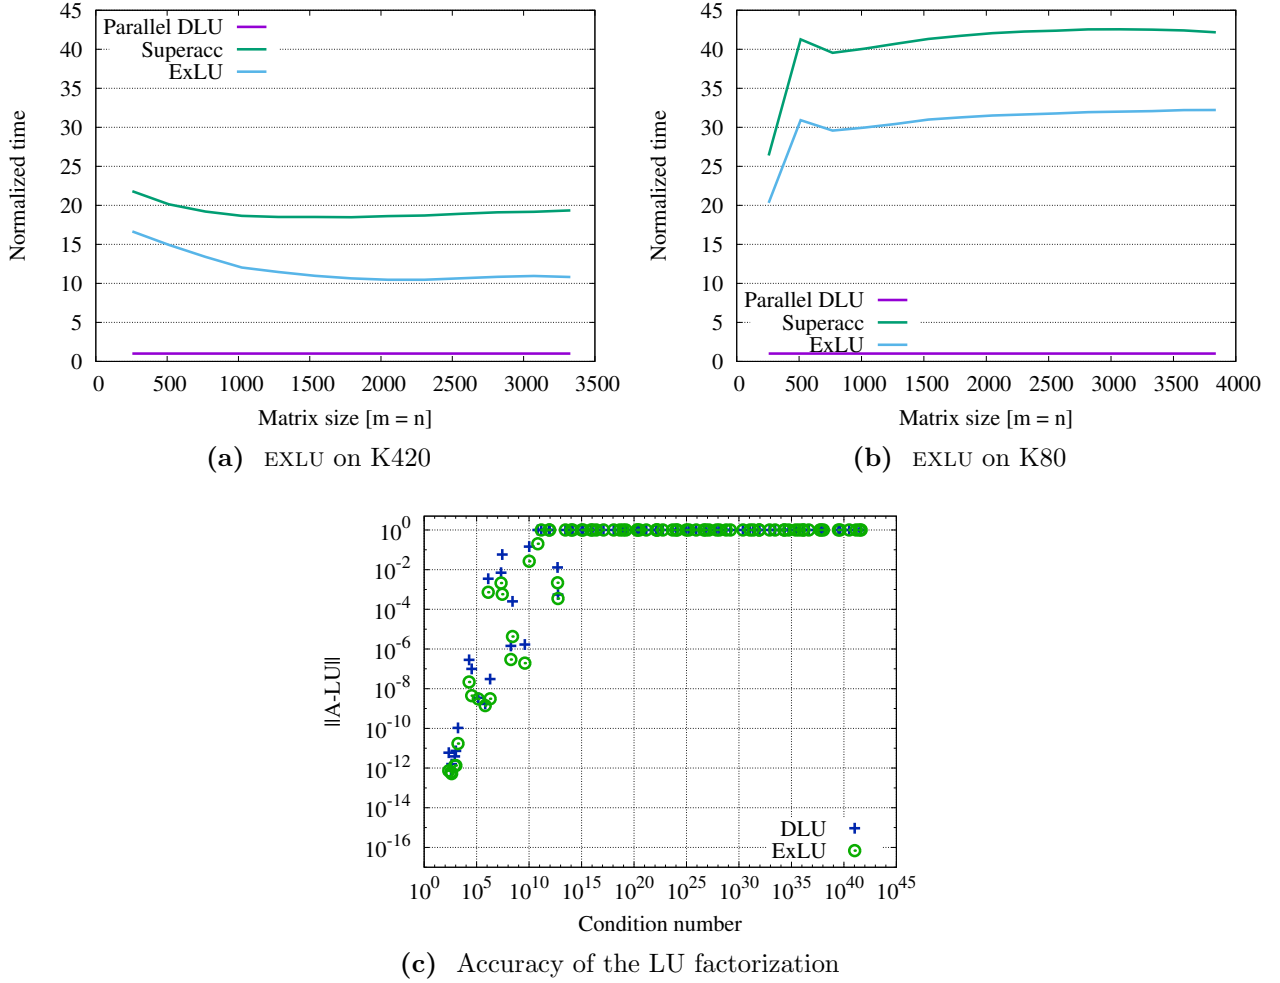 45
40
35
30
25
20
15
10
5
0
Normalized time
Parallel DLU
Superacc
ExLU
0 500 1000 1500 2000 2500 3000 3500
Matrix size [m = n]
(a) EXLU on K420
45
40
35
30
25
20
15
10
5
0
Normalized time
Parallel DLU
Superacc
ExLU
0 500 1000 1500 2000 2500 3000 3500 4000
Matrix size [m = n]
(b) EXLU on K80
10^0
10^-2
10^-4
10^-6
10^-8
10^-10
10^-12
10^-14
10^-16
||A-LU||
DLU
ExLU
10^0 10^5 10^10 10^15 10^20 10^25 10^30 10^35 10^40 10^45
Condition number
(c) Accuracy of the LU factorization